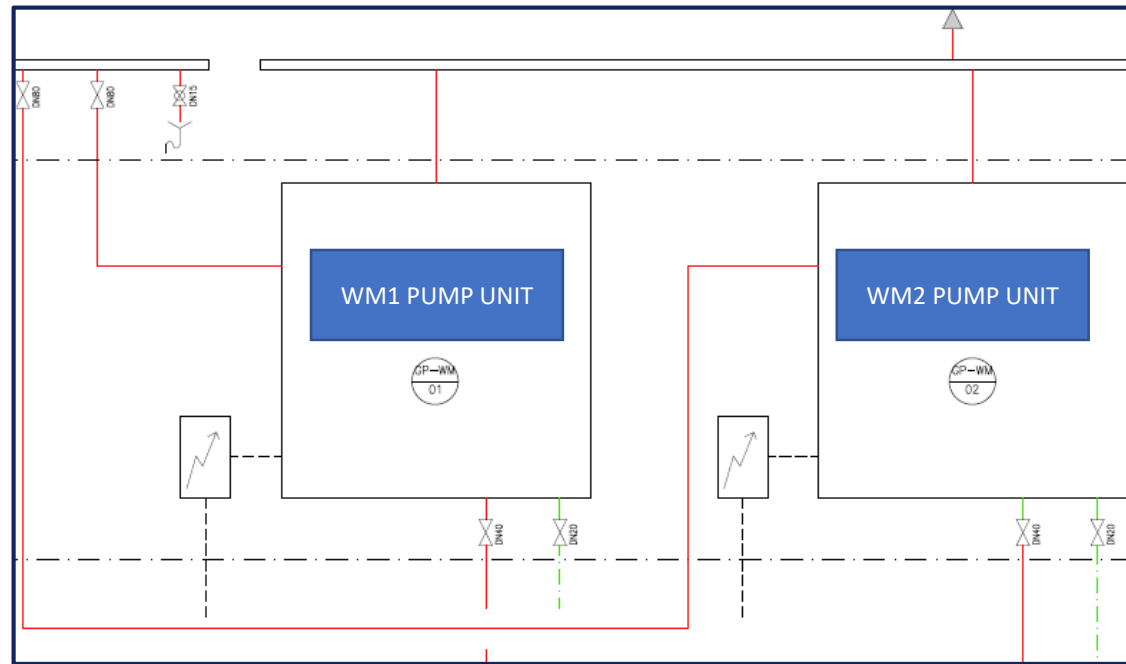 DN80
DN80
DN15
WM1 PUMP UNIT
WM2 PUMP UNIT
GP-WM
01
GP-WM
02
DN40
DN20
DN40
DN20